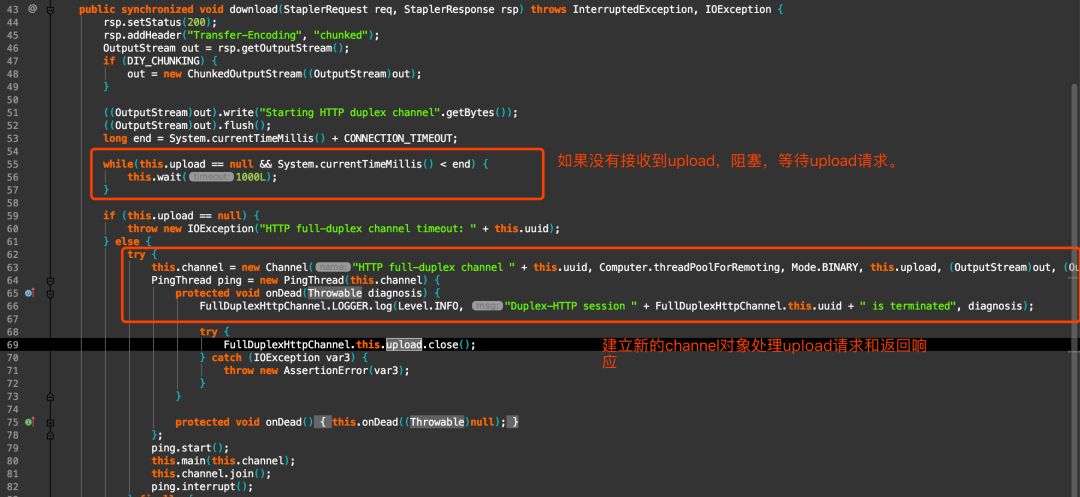 43 @ public synchronized void download(StaplerRequest req, StaplerResponse rsp) throws InterruptedException, IOException {
44 rsp.setStatus(200);
45 rsp.addHeader("Transfer-Encoding", "chunked");
46 OutputStream out = rsp.getOutputStream();
47 if (DIY_CHUNKING) {
48 out = new ChunkedOutputStream((OutputStream)out);
49 }
50
51 ((OutputStream)out).write("Starting HTTP duplex channel".getBytes());
52 ((OutputStream)out).flush();
53 long end = System.currentTimeMillis() + CONNECTION_TIMEOUT;
54
55 while(this.upload == null && System.currentTimeMillis() < end) {
如果没有接收到upload，阻塞，等待upload请求。
56 this.wait( timeout: 1000L);
57 }
58
59 if (this.upload == null) {
60 throw new IOException("HTTP full-duplex channel timeout: " + this.uuid);
61 } else {
62 try {
63 this.channel = new Channel( name: "HTTP full-duplex channel " + this.uuid, Computer.threadPoolForRemoting, Mode.BINARY, this.upload, (OutputStream)out, (Ou
64 PingThread ping = new PingThread(this.channel) {
65 protected void onDead(Throwable diagnosis) {
66 FullDuplexHttpChannel.LOGGER.log(Level.INFO, msg: "Duplex-HTTP session " + FullDuplexHttpChannel.this.uuid + " is terminated", diagnosis);
67
68 try {
69 FullDuplexHttpChannel.this.upload.close();
建立新的channel对象处理upload请求和返回响
应
70 } catch (IOException var3) {
71 throw new AssertionError(var3);
72 }
73 }
74
75 protected void onDead() { this.onDead((Throwable)null); }
78 };
79 ping.start();
80 this.main(this.channel);
81 this.channel.join();
82 ping.interrupt();